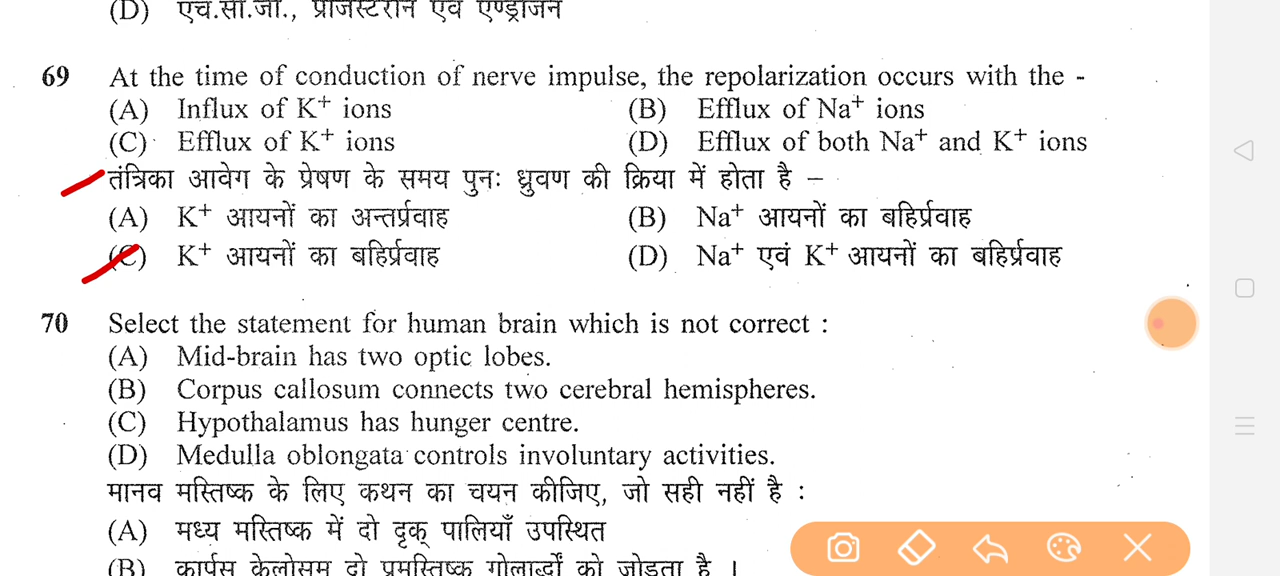 (D) एच.सी.जी., प्रोजेस्टेरोन एवं एण्ड्रोजन
69 At the time of conduction of nerve impulse, the repolarization occurs with the -
(A) Influx of K⁺ ions (B) Efflux of Na⁺ ions
(C) Efflux of K⁺ ions (D) Efflux of both Na⁺ and K⁺ ions
तंत्रिका आवेग के प्रेषण के समय पुनः ध्रुवण की क्रिया में होता है –
(A) K⁺ आयनों का अन्तर्प्रवाह (B) Na⁺ आयनों का बहिर्प्रवाह
(C) K⁺ आयनों का बहिर्प्रवाह (D) Na⁺ एवं K⁺ आयनों का बहिर्प्रवाह
70 Select the statement for human brain which is not correct :
(A) Mid-brain has two optic lobes.
(B) Corpus callosum connects two cerebral hemispheres.
(C) Hypothalamus has hunger centre.
(D) Medulla oblongata controls involuntary activities.
मानव मस्तिष्क के लिए कथन का चयन कीजिए, जो सही नहीं है :
(A) मध्य मस्तिष्क में दो दृक् पालियाँ उपस्थित
(B) कार्पस केलोसम दो प्रमस्तिष्क गोलार्द्धों को जोड़ता है ।